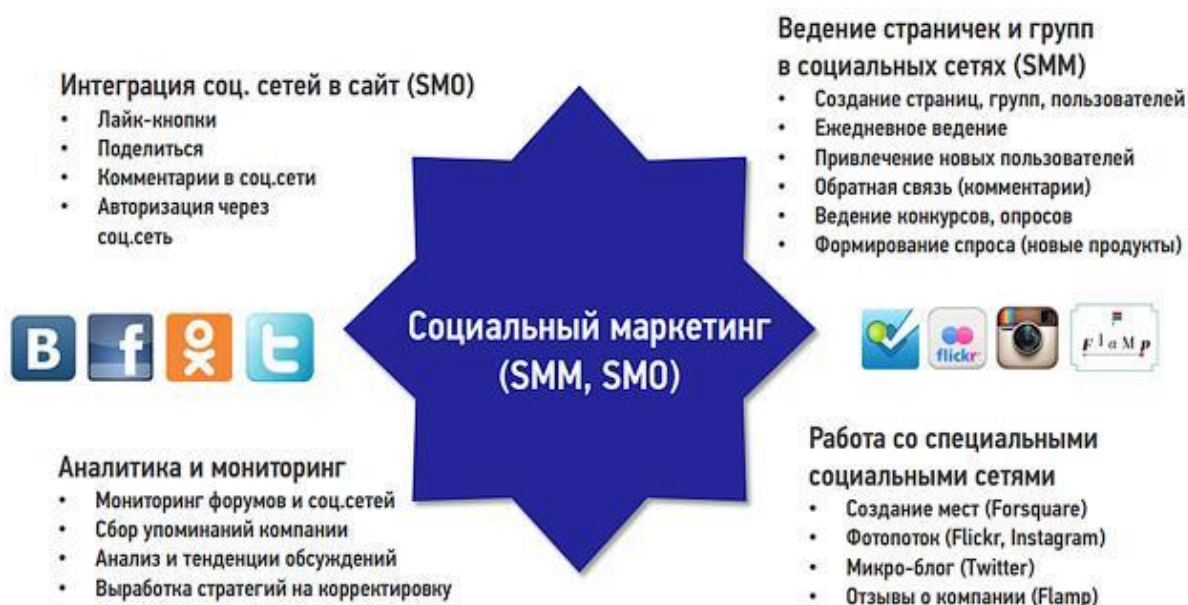 Интеграция соц. сетей в сайт (SMO)
• Лайк-кнопки
• Поделиться
• Комментарии в соц.сети
• Авторизация через
соц.сеть
Ведение страничек и групп
в социальных сетях (SMM)
• Создание страниц, групп, пользователей
• Ежедневное ведение
• Привлечение новых пользователей
• Обратная связь (комментарии)
• Ведение конкурсов, опросов
• Формирование спроса (новые продукты)
В f t
Социальный маркетинг
(SMM, SMO)
flickr
FlaMp
Аналитика и мониторинг
• Мониторинг форумов и соц.сетей
• Сбор упоминаний компании
• Анализ и тенденции обсуждений
• Выработка стратегий на корректировку
Работа со специальными
социальными сетями
• Создание мест (Forsquare)
• Фотопоток (Flickr, Instagram)
• Микро-блог (Twitter)
• Отзывы о компании (Flamp)